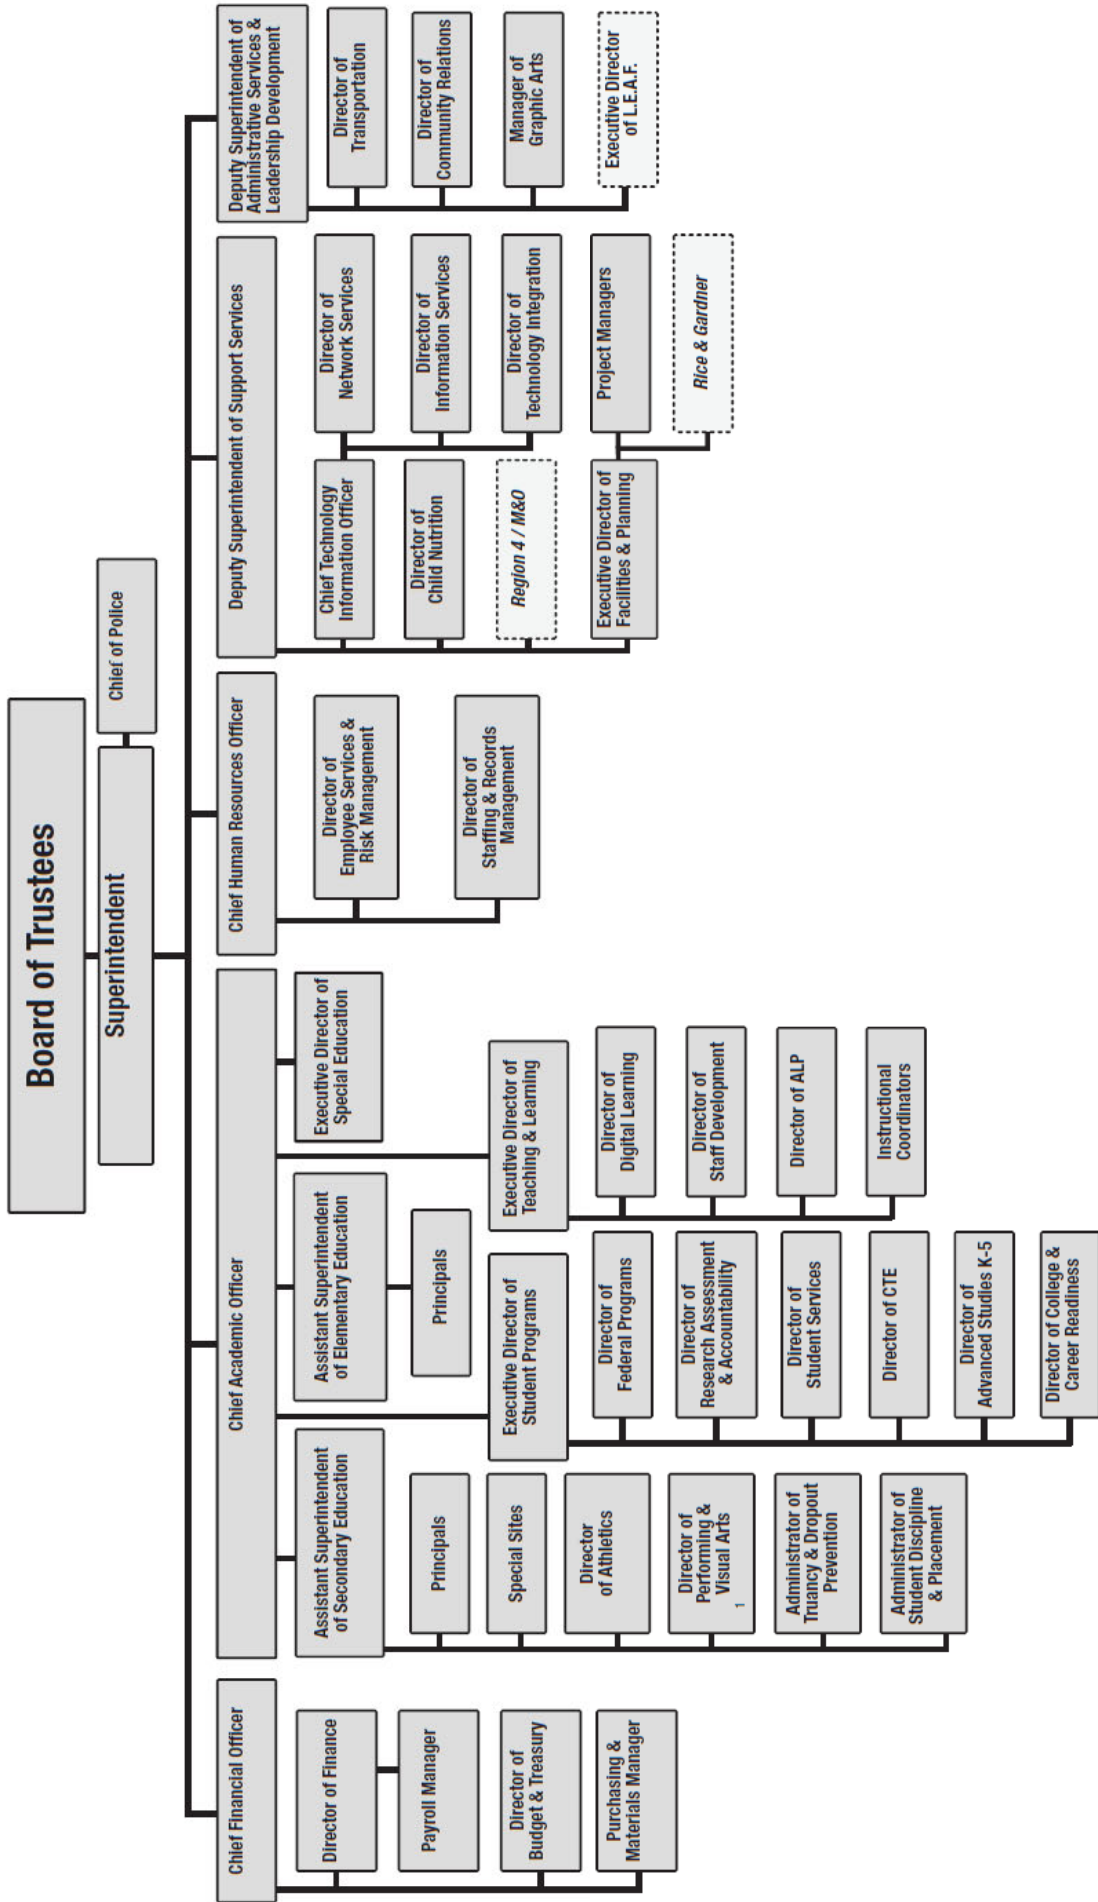 Board of Trustees
Superintendent
Chief of Police
Chief Financial Officer
Director of Finance
Payroll Manager
Director of
Budget & Treasury
Purchasing &
Materials Manager
Chief Academic Officer
Assistant Superintendent
of Secondary Education
Principals
Special Sites
Director
of Athletics
Director of
Performing &
Visual Arts
1
Administrator of
Truancy & Dropout
Prevention
Administrator of
Student Discipline
& Placement
Assistant Superintendent
of Elementary Education
Principals
Executive Director of
Special Education
Executive Director of
Student Programs
Director of
Federal Programs
Director of
Research Assessment
& Accountability
Director of
Student Services
Director of CTE
Director of
Advanced Studies K-5
Director of College &
Career Readiness
Executive Director of
Teaching & Learning
Director of
Digital Learning
Director of
Staff Development
Director of ALP
Instructional
Coordinators
Chief Human Resources Officer
Director of
Employee Services &
Risk Management
Director of
Staffing & Records
Management
Deputy Superintendent of Support Services
Chief Technology
Information Officer
Director of
Network Services
Director of
Information Services
Director of
Technology Integration
Director of
Child Nutrition
Region 4 / M&O
Executive Director of
Facilities & Planning
Project Managers
Rice & Gardner
Deputy Superintendent of
Administrative Services &
Leadership Development
Director of
Transportation
Director of
Community Relations
Manager of
Graphic Arts
Executive Director
of L.E.A.F.